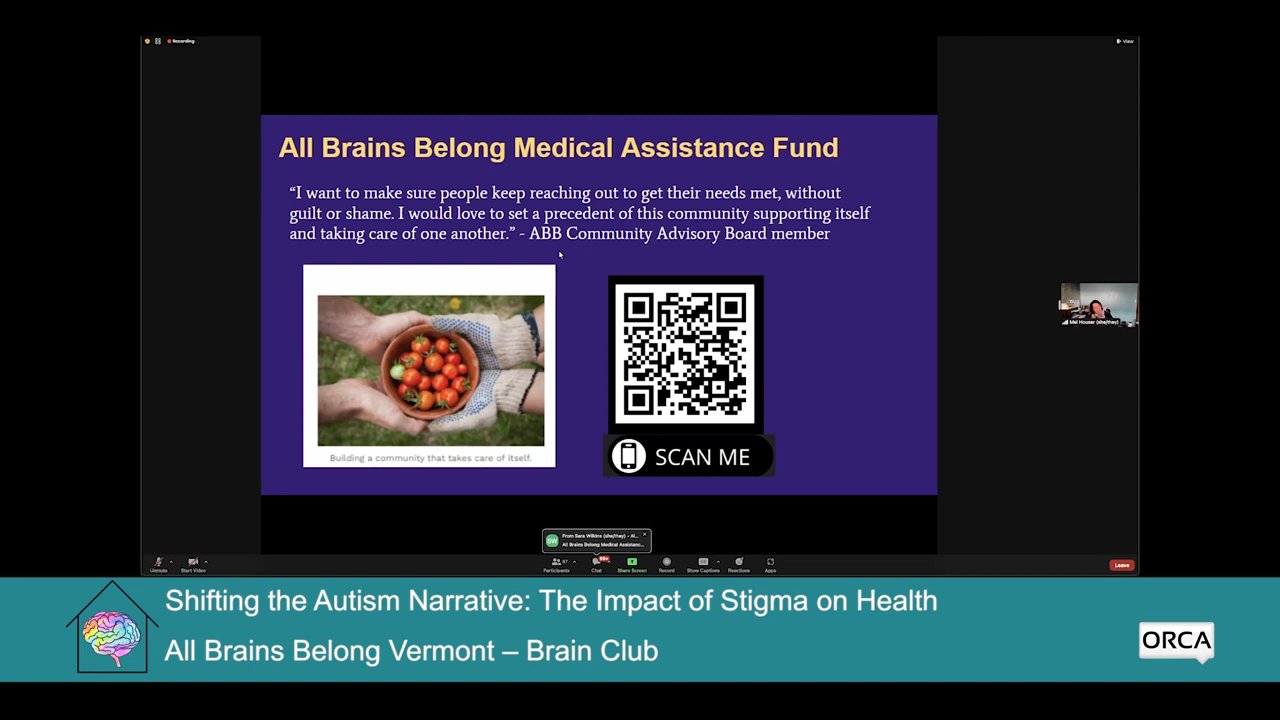 Recording
View
All Brains Belong Medical Assistance Fund
“I want to make sure people keep reaching out to get their needs met, without
guilt or shame. I would love to set a precedent of this community supporting itself
and taking care of one another.” - ABB Community Advisory Board member
Building a community that takes care of itself.
SCAN ME
Mel Houser (she/they)
SW
From Sara Wilkins (she/they) - Al...
All Brains Belong Medical Assistanc...
Unmute
Start Video
Participants
87
Chat
99+
Share Screen
Record
Show Captions
Reactions
Apps
Leave
Shifting the Autism Narrative: The Impact of Stigma on Health
All Brains Belong Vermont – Brain Club
ORCA